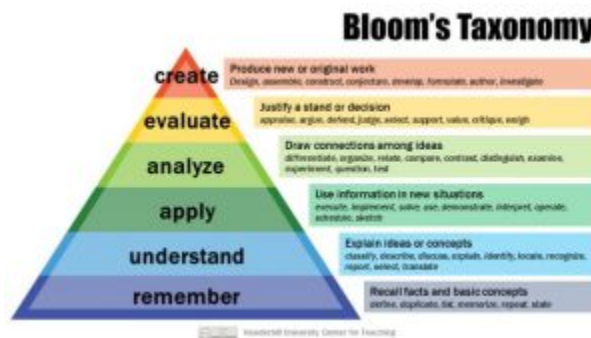 Bloom's Taxonomy
create
Produce new or original work
Design, assemble, construct, conjecture, develop, formulate, author, investigate
evaluate
Justify a stand or decision
appraise, argue, defend, judge, select, support, value, critique, weigh
analyze
Draw connections among ideas
differentiate, organize, relate, compare, contrast, distinguish, examine,
experiment, question, test
apply
Use information in new situations
execute, implement, solve, use, demonstrate, interpret, operate,
schedule, sketch
understand
Explain ideas or concepts
classify, describe, discuss, explain, identify, locate, recognize,
report, select, translate
remember
Recall facts and basic concepts
define, duplicate, list, memorize, repeat, state
Vanderbilt University Center for Teaching